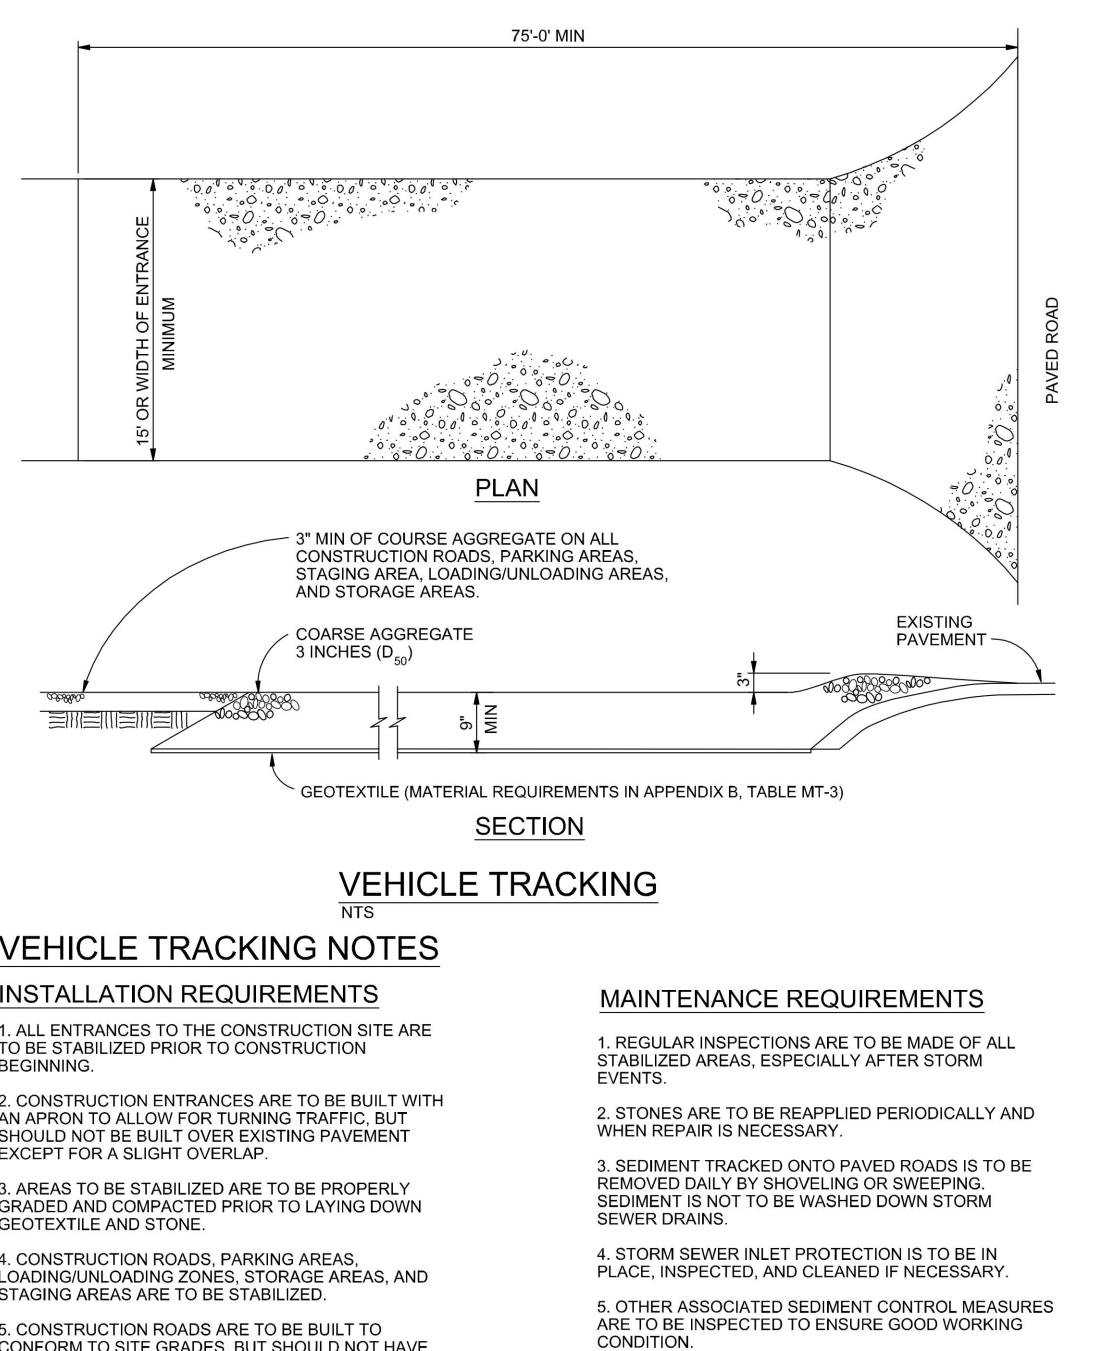 75'-0' MIN
15' OR WIDTH OF ENTRANCE
MINIMUM
PAVED ROAD
PLAN
3" MIN OF COURSE AGGREGATE ON ALL
CONSTRUCTION ROADS, PARKING AREAS,
STAGING AREA, LOADING/UNLOADING AREAS,
AND STORAGE AREAS.
COARSE AGGREGATE
3 INCHES (D50)
EXISTING
PAVEMENT
3"
9"
MIN
GEOTEXTILE (MATERIAL REQUIREMENTS IN APPENDIX B, TABLE MT-3)
SECTION
VEHICLE TRACKING
NTS
VEHICLE TRACKING NOTES
INSTALLATION REQUIREMENTS
1. ALL ENTRANCES TO THE CONSTRUCTION SITE ARE
TO BE STABILIZED PRIOR TO CONSTRUCTION
BEGINNING.
2. CONSTRUCTION ENTRANCES ARE TO BE BUILT WITH
AN APRON TO ALLOW FOR TURNING TRAFFIC, BUT
SHOULD NOT BE BUILT OVER EXISTING PAVEMENT
EXCEPT FOR A SLIGHT OVERLAP.
3. AREAS TO BE STABILIZED ARE TO BE PROPERLY
GRADED AND COMPACTED PRIOR TO LAYING DOWN
GEOTEXTILE AND STONE.
4. CONSTRUCTION ROADS, PARKING AREAS,
LOADING/UNLOADING ZONES, STORAGE AREAS, AND
STAGING AREAS ARE TO BE STABILIZED.
5. CONSTRUCTION ROADS ARE TO BE BUILT TO
CONFORM TO SITE GRADES, BUT SHOULD NOT HAVE
MAINTENANCE REQUIREMENTS
1. REGULAR INSPECTIONS ARE TO BE MADE OF ALL
STABILIZED AREAS, ESPECIALLY AFTER STORM
EVENTS.
2. STONES ARE TO BE REAPPLIED PERIODICALLY AND
WHEN REPAIR IS NECESSARY.
3. SEDIMENT TRACKED ONTO PAVED ROADS IS TO BE
REMOVED DAILY BY SHOVELING OR SWEEPING.
SEDIMENT IS NOT TO BE WASHED DOWN STORM
SEWER DRAINS.
4. STORM SEWER INLET PROTECTION IS TO BE IN
PLACE, INSPECTED, AND CLEANED IF NECESSARY.
5. OTHER ASSOCIATED SEDIMENT CONTROL MEASURES
ARE TO BE INSPECTED TO ENSURE GOOD WORKING
CONDITION.